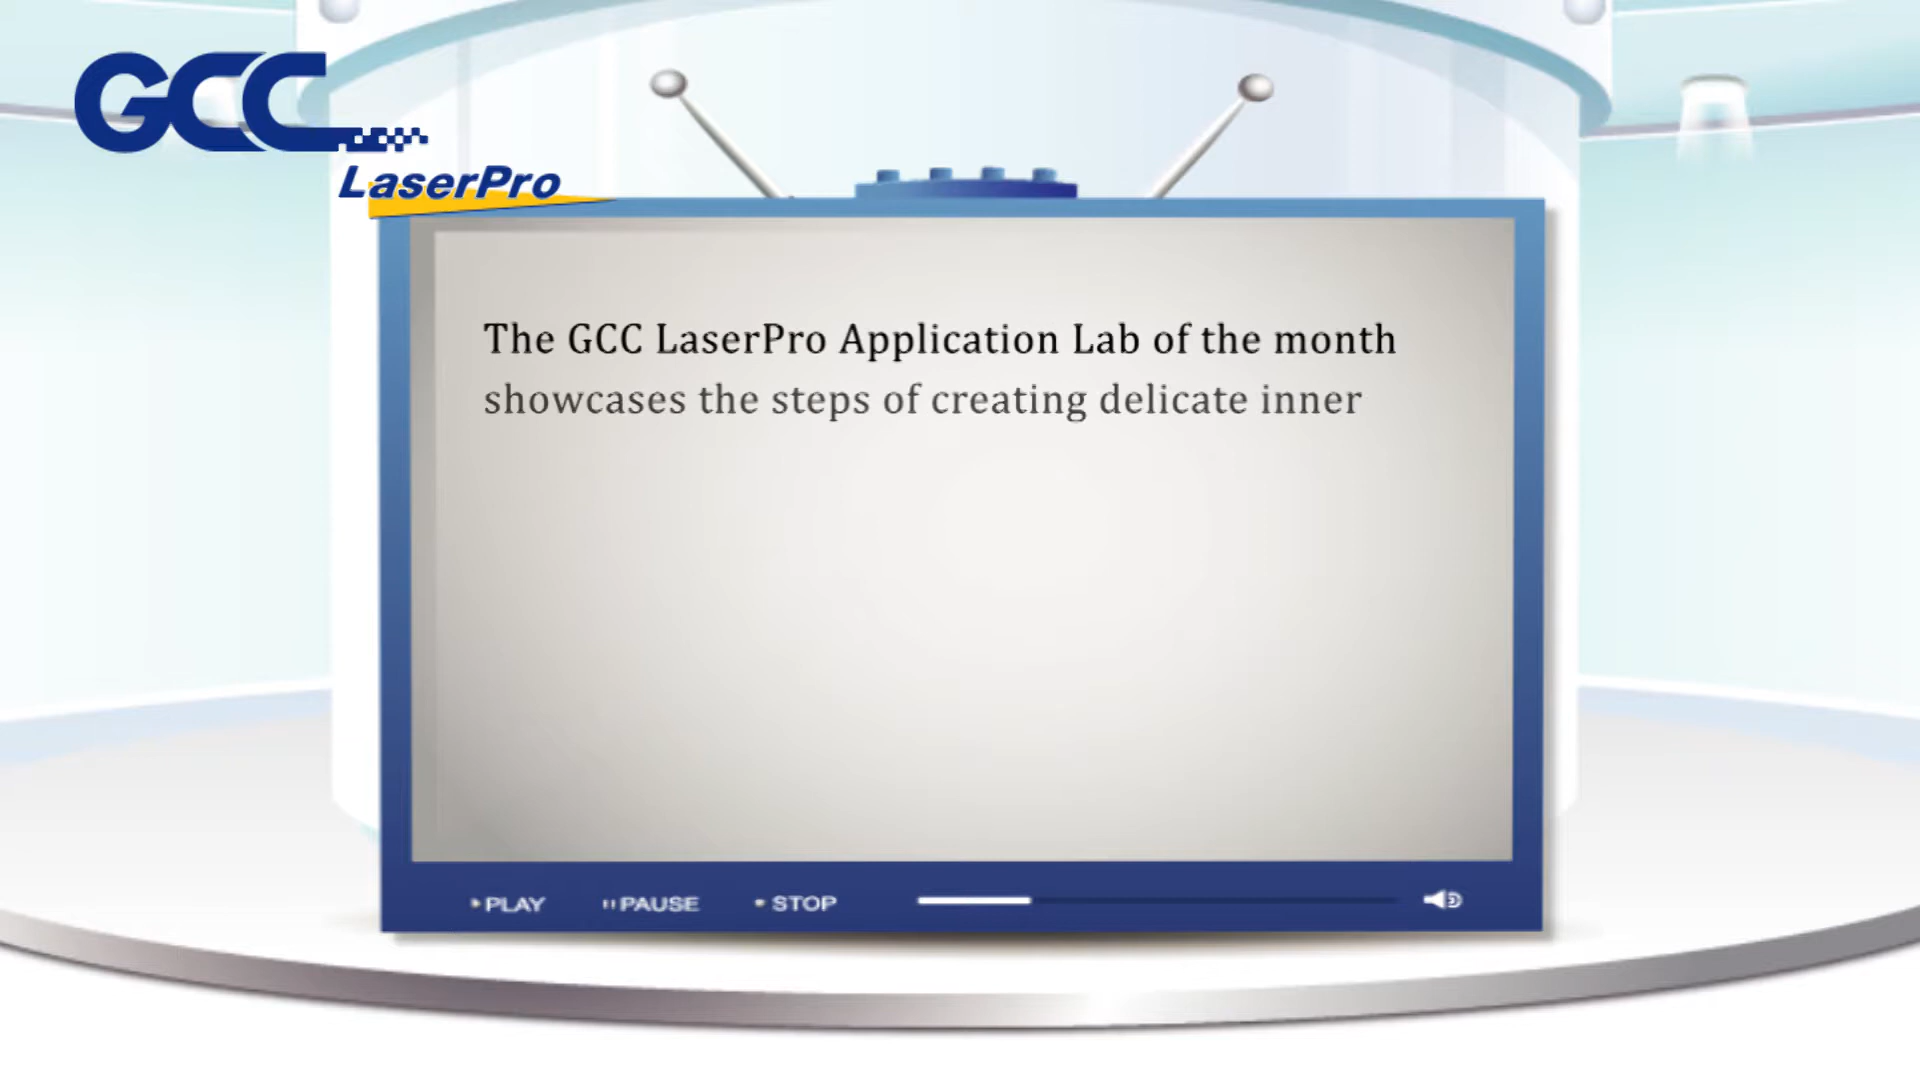 GCC
LaserPro
The GCC LaserPro Application Lab of the month
showcases the steps of creating delicate inner
PLAY PAUSE STOP